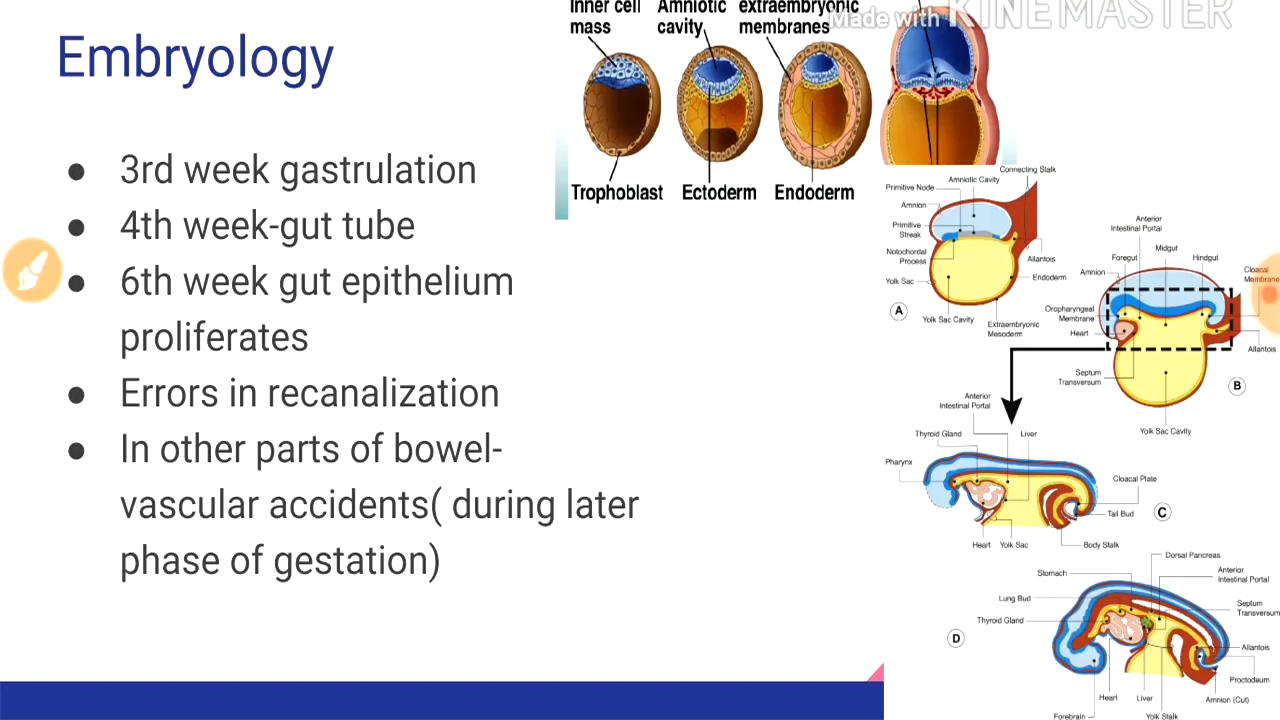 Embryology
3rd week gastrulation
4th week-gut tube
6th week gut epithelium
proliferates
Errors in recanalization
In other parts of bowel-
vascular accidents( during later
phase of gestation)
Inner cell
mass
Amniotic
cavity
extraembryonic
membranes
Made with KINEMASTER
Trophoblast
Ectoderm
Endoderm
Connecting Stalk
Amniotic Cavity
Primitive Node
Amnion
Primitive
Streak
Notochordal
Process
Yolk Sac
Allantois
Endoderm
Yolk Sac Cavity
Extraembryonic
Mesoderm
A
Anterior
Intestinal Portal
Midgut
Foregut
Hindgut
Amnion
Cloacal
Membrane
Oropharyngeal
Membrane
Heart
Allantois
Septum
Transversum
B
Yolk Sac Cavity
Anterior
Intestinal Portal
Thyroid Gland
Liver
Pharynx
Cloacal Plate
Tail Bud
C
Heart
Yolk Sac
Body Stalk
Dorsal Pancreas
Stomach
Anterior
Intestinal Portal
Lung Bud
Septum
Transversum
Thyroid Gland
D
Allantois
Proctodeum
Heart
Liver
Amnion (Cut)
Forebrain
Yolk Stalk